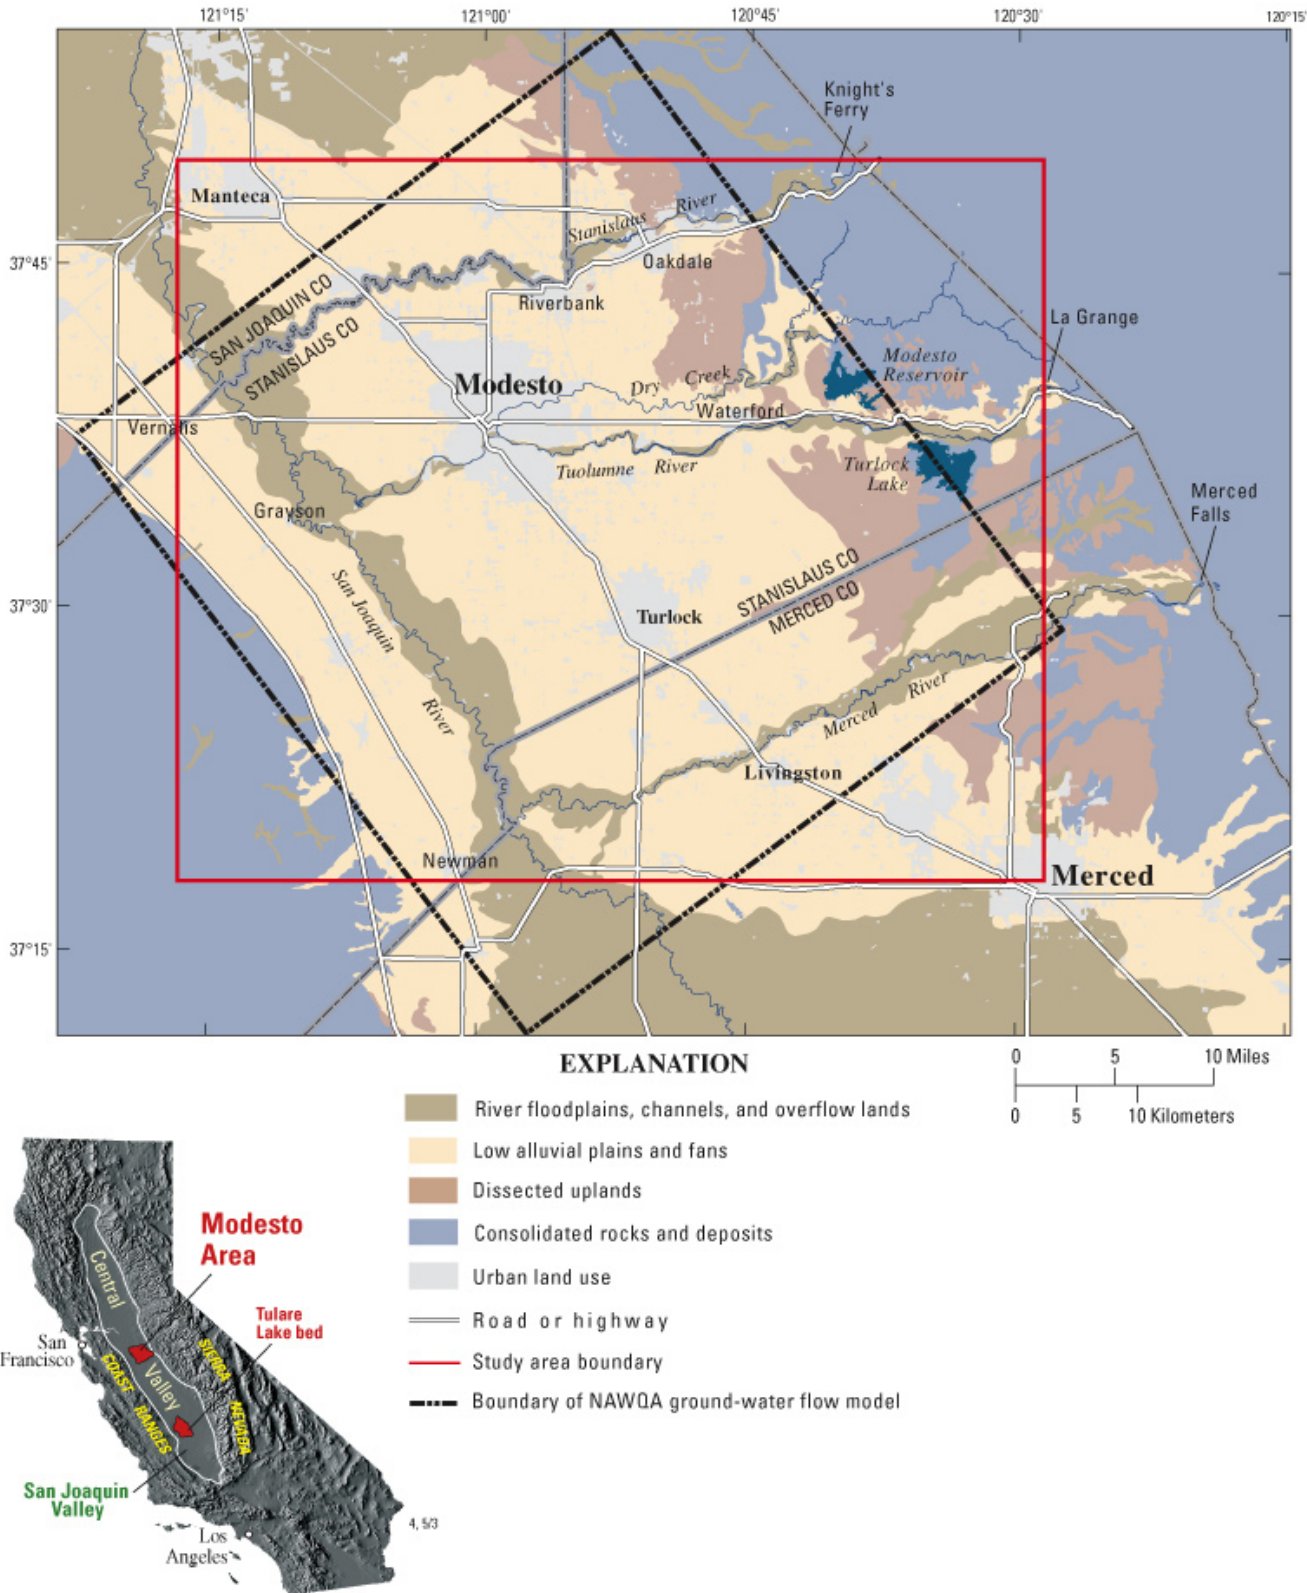 121°15'
121°00'
120°45'
120°30'
120°15'
Knight's
Ferry
Manteca
Stanislaus River
37°45'
Oakdale
SAN JOAQUIN CO
Riverbank
STANISLAUS CO
La Grange
Modesto
Reservoir
Modesto
Dry Creek
Waterford
Vernalis
Tuolumne River
Turlock
Lake
Merced
Falls
Grayson
San Joaquin
River
STANISLAUS CO
MERCED CO
37°30'
Turlock
Merced River
Livingston
Newman
Merced
37°15'
EXPLANATION
0 5 10 Miles
0 5 10 Kilometers
River floodplains, channels, and overflow lands
Low alluvial plains and fans
Dissected uplands
Consolidated rocks and deposits
Urban land use
Road or highway
Study area boundary
Boundary of NAWQA ground-water flow model
Modesto
Area
Central
Valley
Tulare
Lake bed
San
Francisco
COAST
RANGES
SIERRA
NEVADA
San Joaquin
Valley
Los
Angeles
4, 5/3